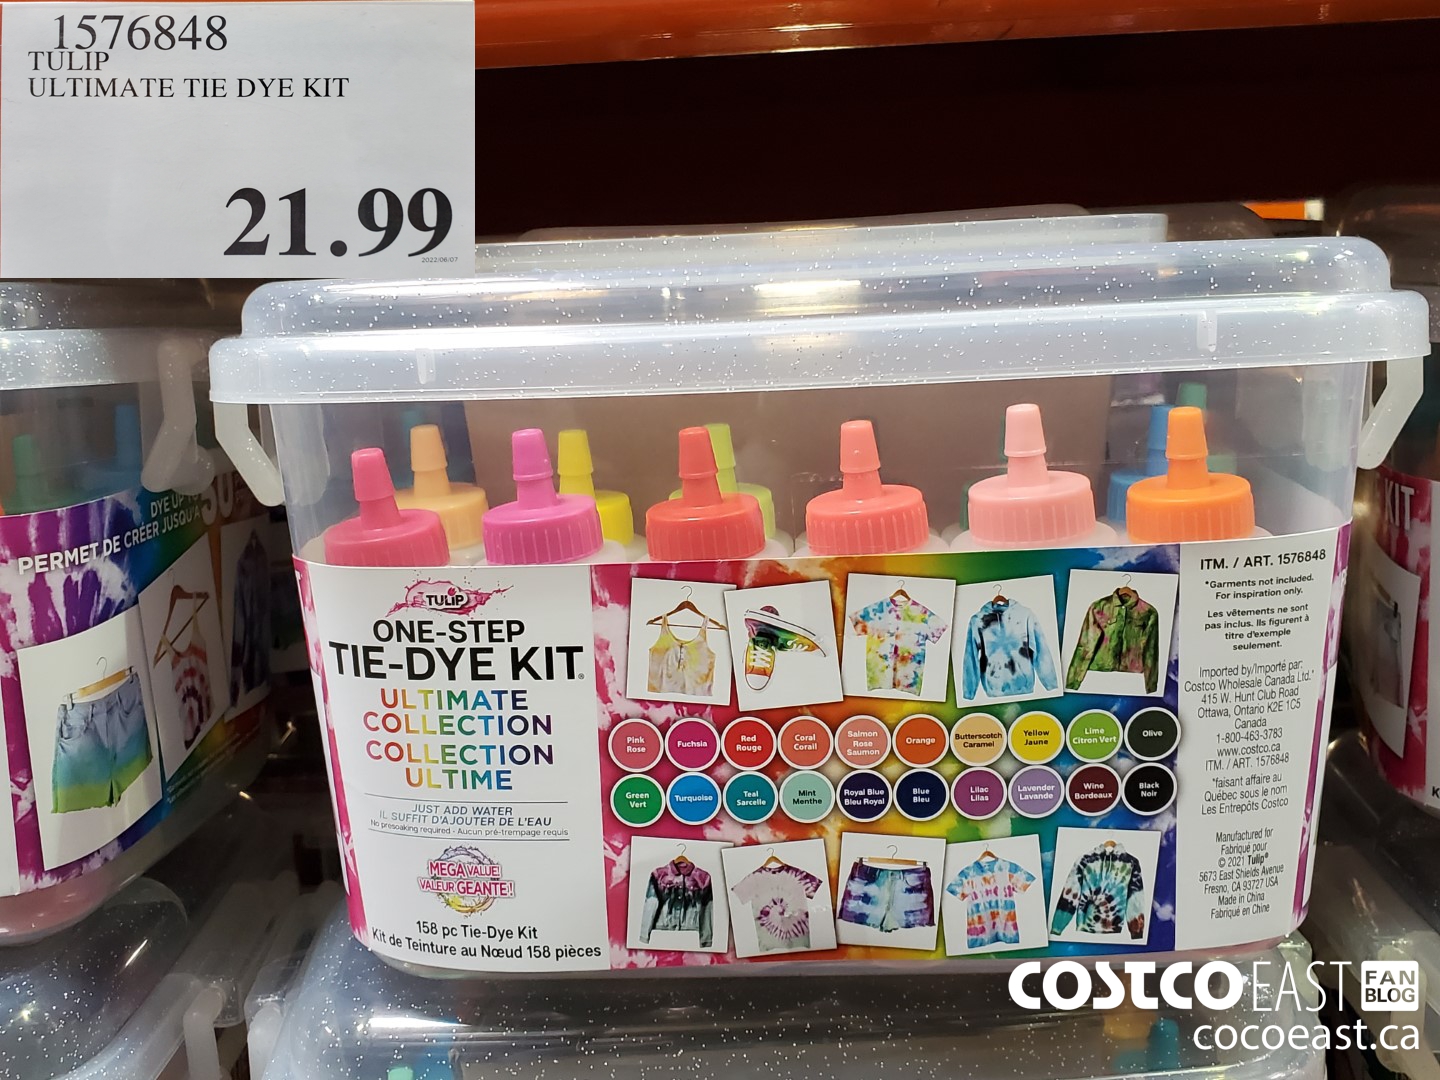 1576848
TULIP
ULTIMATE TIE DYE KIT
21.99
2022/06/07
DYE UP TO
PERMET DE CRÉER JUSQU'À
KIT
TULIP
ONE-STEP
TIE-DYE KIT®
ULTIMATE
COLLECTION
COLLECTION
ULTIME
JUST ADD WATER
IL SUFFIT D'AJOUTER DE L'EAU
No presoaking required - Aucun pré-trempage requis
MEGA VALUE!
VALEUR GÉANTE!
158 pc Tie-Dye Kit
Kit de Teinture au Nœud 158 pièces
Pink
Rose
Fuchsia
Red
Rouge
Coral
Corail
Salmon
Rose
Saumon
Orange
Butterscotch
Caramel
Yellow
Jaune
Lime
Citron Vert
Olive
Green
Vert
Turquoise
Teal
Sarcelle
Mint
Menthe
Royal Blue
Bleu Royal
Blue
Bleu
Lilac
Lilas
Lavender
Lavande
Wine
Bordeaux
Black
Noir
ITM. / ART. 1576848
*Garments not included.
For inspiration only.
Les vêtements ne sont
pas inclus. Ils figurent à
titre d'exemple
seulement.
Imported by/Importé par:
Costco Wholesale Canada Ltd.*
415 W. Hunt Club Road
Ottawa, Ontario K2E 1C5
Canada
1-800-463-3783
www.costco.ca
ITM. / ART. 1576848
*faisant affaire au
Québec sous le nom
Les Entrepôts Costco
Manufactured for
Fabriqué pour
© 2021 Tulip®
5673 East Shields Avenue
Fresno, CA 93727 USA
Made in China
Fabriqué en Chine
COSTCO EAST FAN BLOG
cocoeast.ca